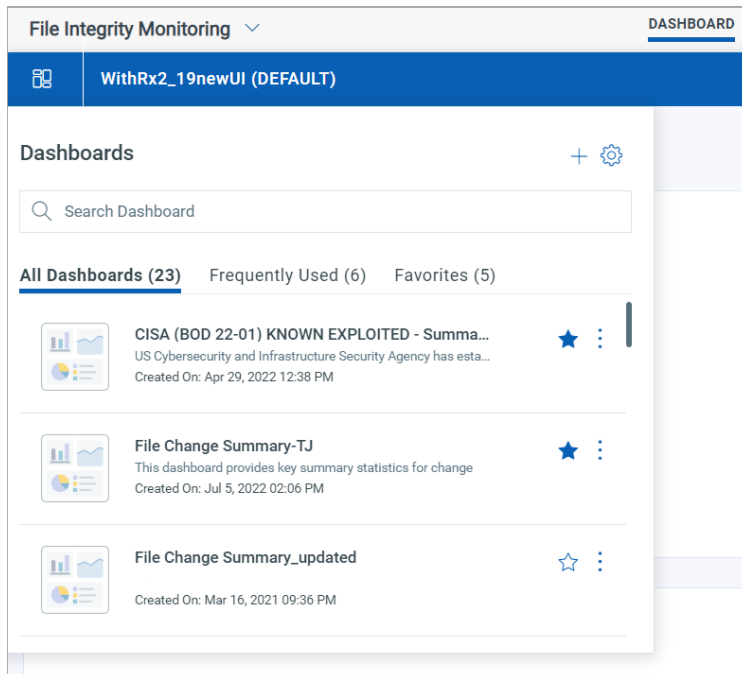 File Integrity Monitoring
DASHBOARD
WithRx2_19newUI (DEFAULT)
Dashboards
Search Dashboard
All Dashboards (23) Frequently Used (6) Favorites (5)
CISA (BOD 22-01) KNOWN EXPLOITED - Summa...
US Cybersecurity and Infrastructure Security Agency has esta...
Created On: Apr 29, 2022 12:38 PM
File Change Summary-TJ
This dashboard provides key summary statistics for change
Created On: Jul 5, 2022 02:06 PM
File Change Summary_updated
Created On: Mar 16, 2021 09:36 PM